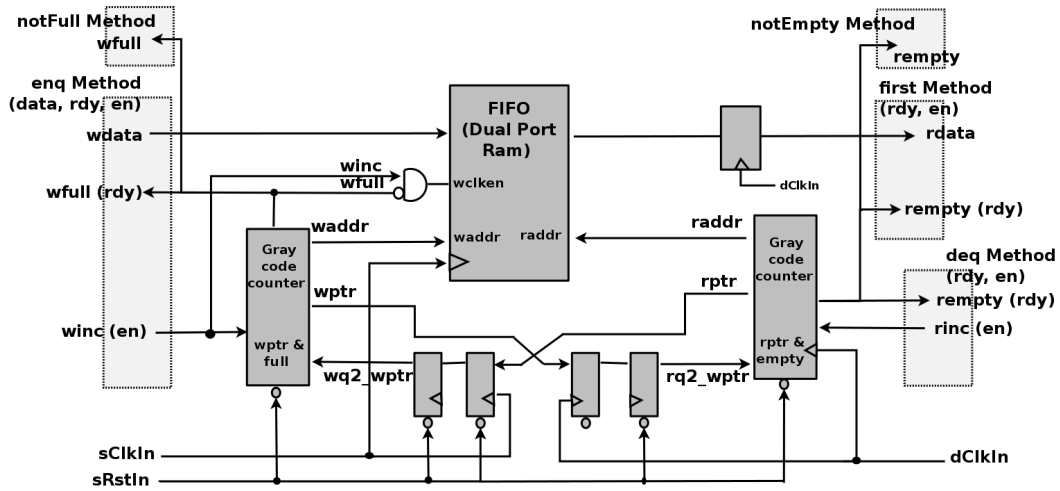 notFull Method
wfull
notEmpty Method
rempty
enq Method
(data, rdy, en)
wdata
wfull (rdy)
winc (en)
FIFO
(Dual Port
Ram)
wclken
waddr
raddr
winc
wfull
first Method
(rdy, en)
rdata
dClkIn
rempty (rdy)
waddr
raddr
Gray
code
counter
wptr &
full
wptr
rptr
Gray
code
counter
rptr &
empty
deq Method
(rdy, en)
rempty (rdy)
rinc (en)
wq2_wptr
rq2_wptr
sClkIn
dClkIn
sRstIn